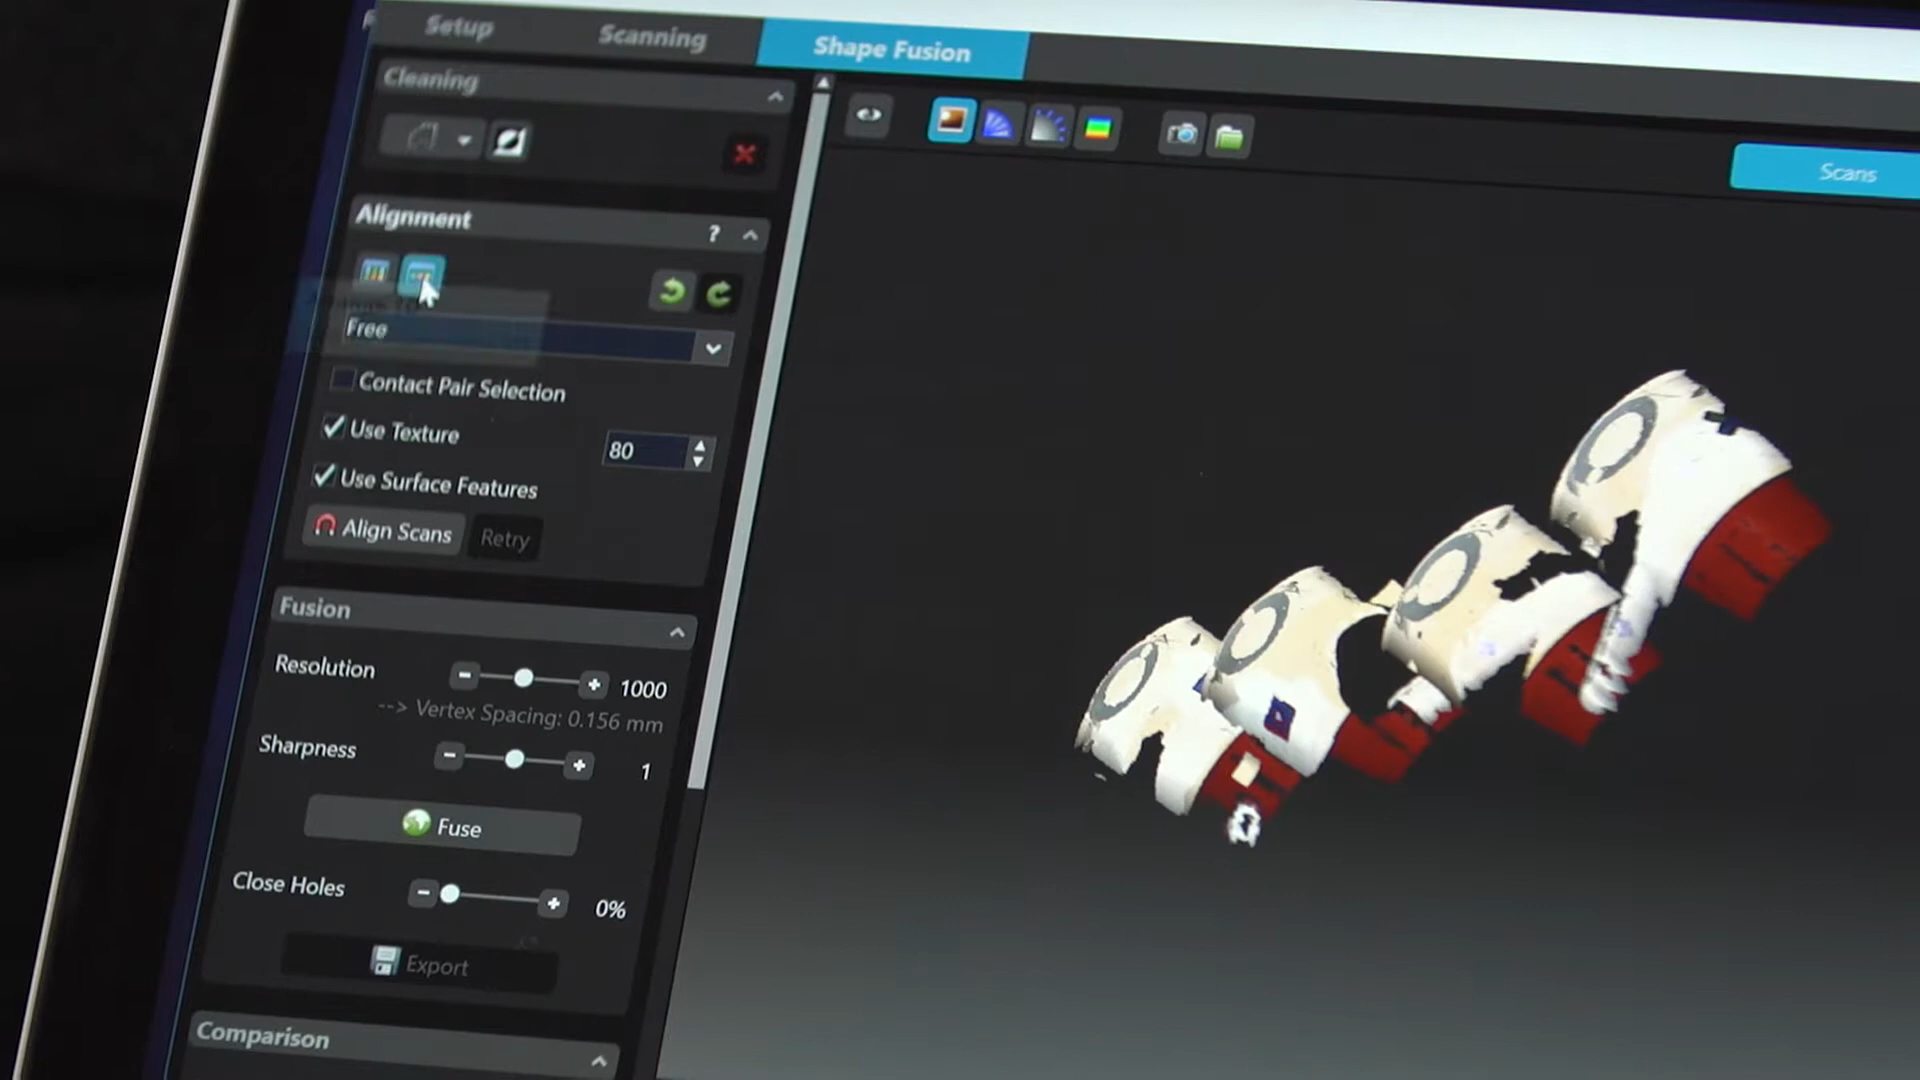 Setup
Scanning
Shape Fusion
Cleaning
Scans
Alignment
?
Free
Contact Pair Selection
Use Texture
80
Use Surface Features
Align Scans
Retry
Fusion
Resolution
1000
--> Vertex Spacing: 0.156 mm
Sharpness
1
Fuse
Close Holes
0%
Export
Comparison